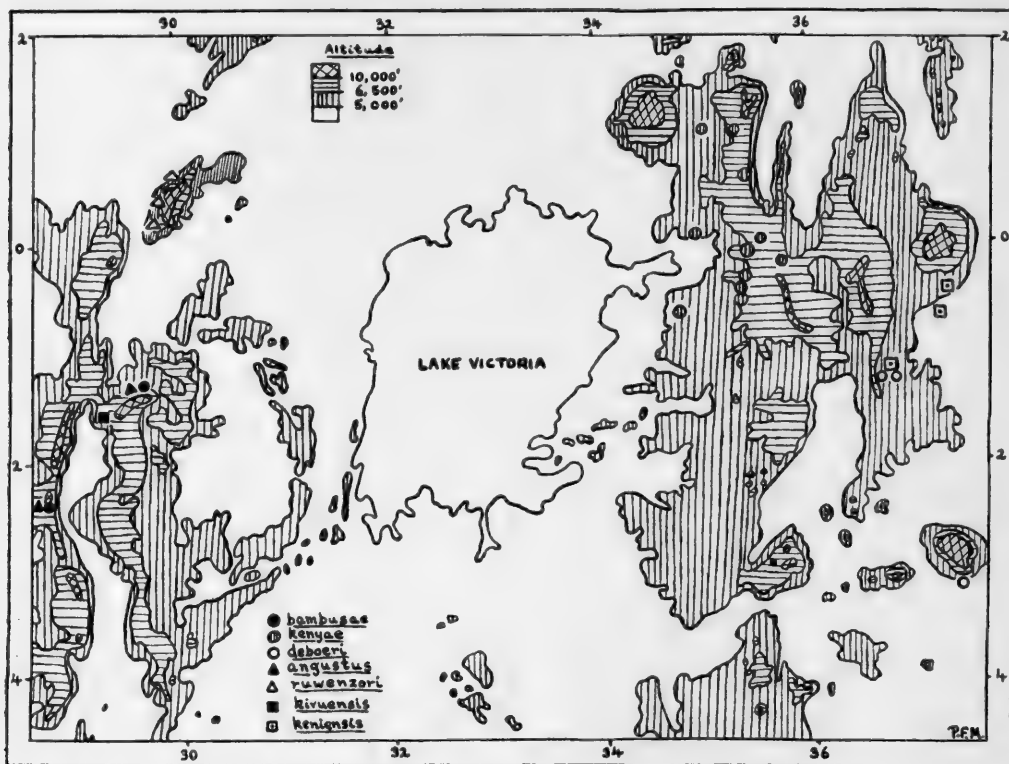 30 32 34 36
2 2
Altitude
10,000'
6,500'
5,000'
0 0
LAKE VICTORIA
2 2
bambusae
kenyae
deboeri
angustus
4 4
ruwenzori
kivuensis
keniensis
P.F.M.
30 32 34 36